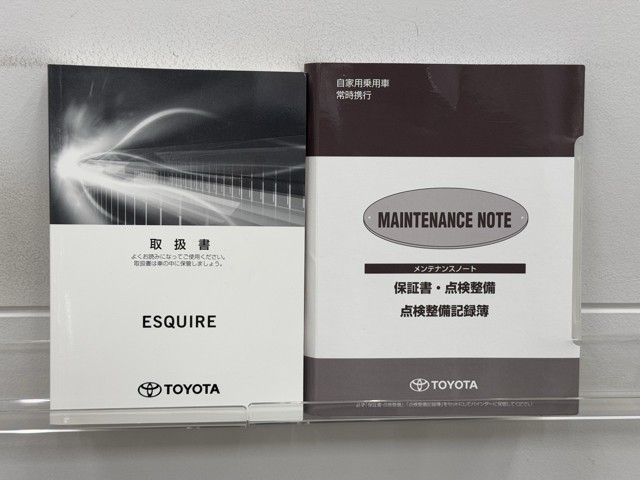 取扱書
よくお読みになってご使用ください。
取扱書は車の中に保管しましょう。
ESQUIRE
TOYOTA
自家用乗用車
常時携行
MAINTENANCE NOTE
メンテナンスノート
保証書・点検整備
点検整備記録簿
TOYOTA